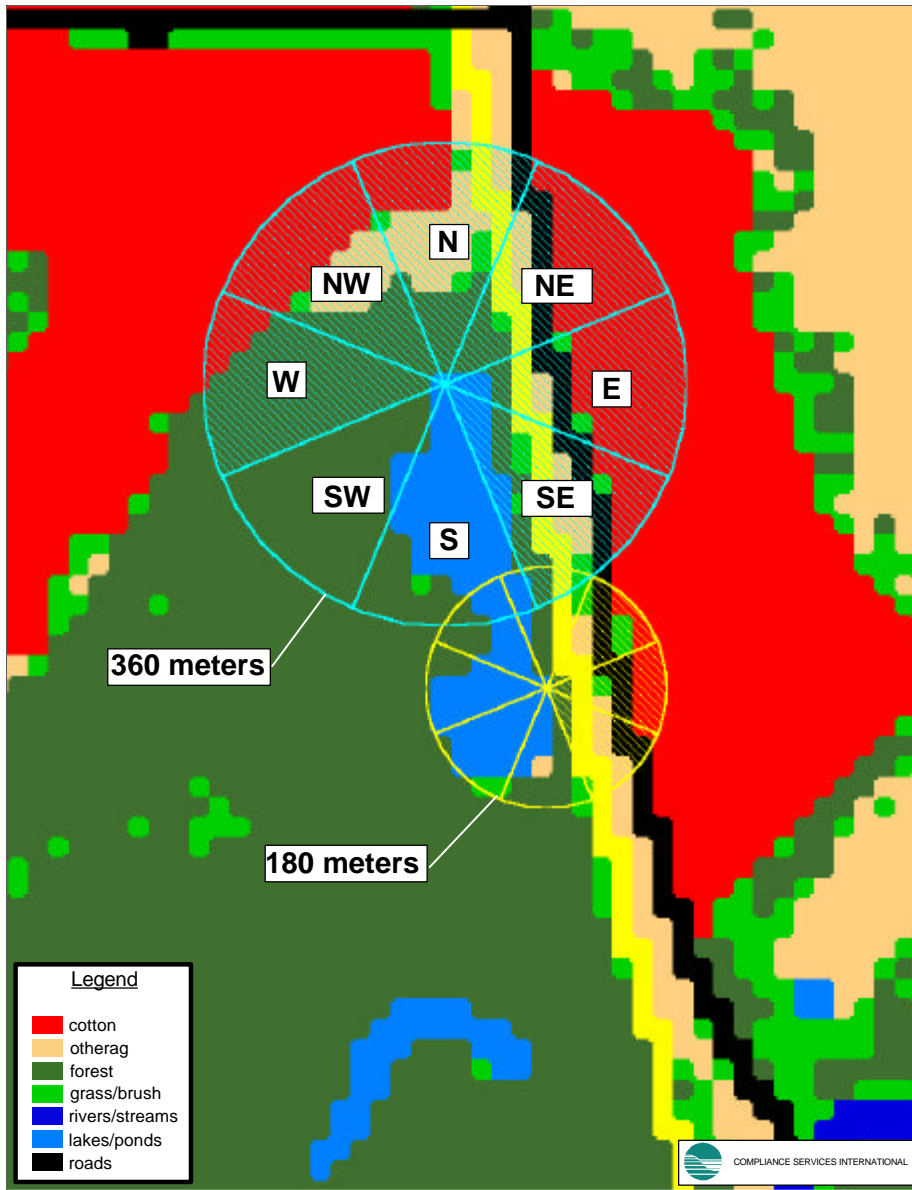 N
NW
NE
W
E
SW
SE
S
360 meters
180 meters
Legend
cotton
otherag
forest
grass/brush
rivers/streams
lakes/ponds
roads
COMPLIANCE SERVICES INTERNATIONAL